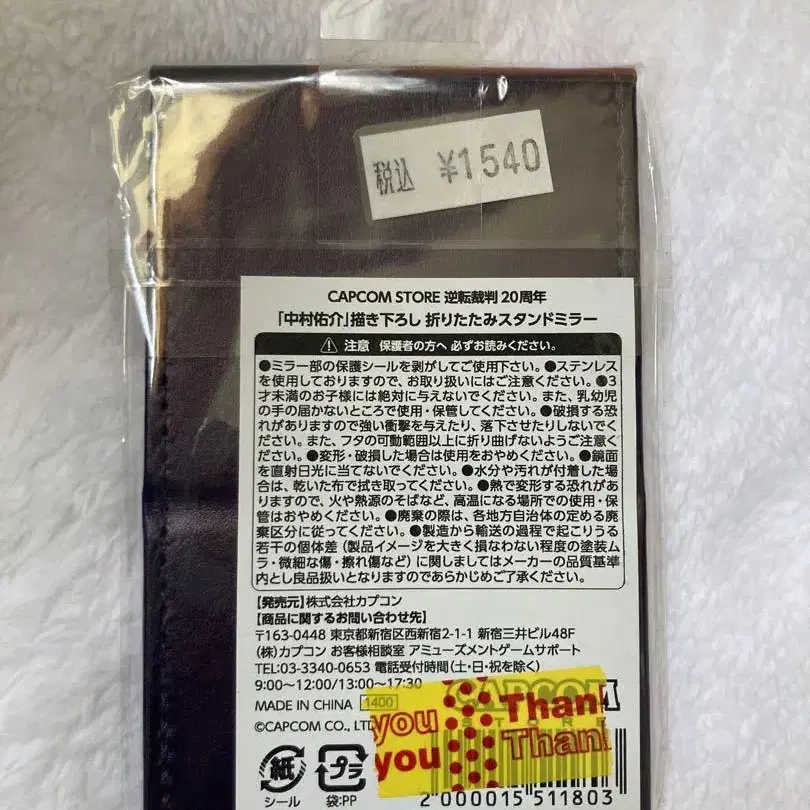 税込 ¥1540
CAPCOM STORE 逆転裁判 20周年
「中村佑介」描き下ろし 折りたたみスタンドミラー
注意 保護者の方へ 必ずお読みください。
●ミラー部の保護シールを剥がしてご使用下さい。●ステンレス
を使用しておりますので、お取り扱いにはご注意ください。●3
才未満のお子様には絶対に与えないでください。また、乳幼児
の手の届かないところで使用・保管してください。●破損する恐
れがありますので強い衝撃を与えたり、落下させたりしないでく
ださい。また、フタの可動範囲以上に折り曲げないようご注意く
ださい。●変形・破損した場合は使用をおやめください。●鏡面
を直射日光に当てないでください。●水分や汚れが付着した場
合は、乾いた布で拭き取ってください。●熱で変形する恐れがあ
りますので、火や熱源のそばなど、高温になる場所での使用・保
管はおやめください。●廃棄の際は、各地方自治体の定める廃
棄区分に従ってください。●製造から輸送の過程で起こりうる
若干の個体差（製品イメージを大きく損なわない程度の塗装ム
ラ・微細な傷・擦れ傷など）に関しましてはメーカーの品質基準
内とし良品扱いとなりますのであらかじめご了承ください。
【発売元】株式会社カプコン
【商品に関するお問い合わせ先】
〒163-0448 東京都新宿区西新宿2-1-1 新宿三井ビル48F
（株）カプコン お客様相談室 アミューズメントゲームサポート
TEL:03-3340-0653 電話受付時間（土・日・祝を除く）
9:00～12:00/13:00～17:30
MADE IN CHINA 1400
©CAPCOM CO., LT
CAPCOM
STORE
you Than
you Than
紙
シール
プラ
袋:PP
2 000015 511803